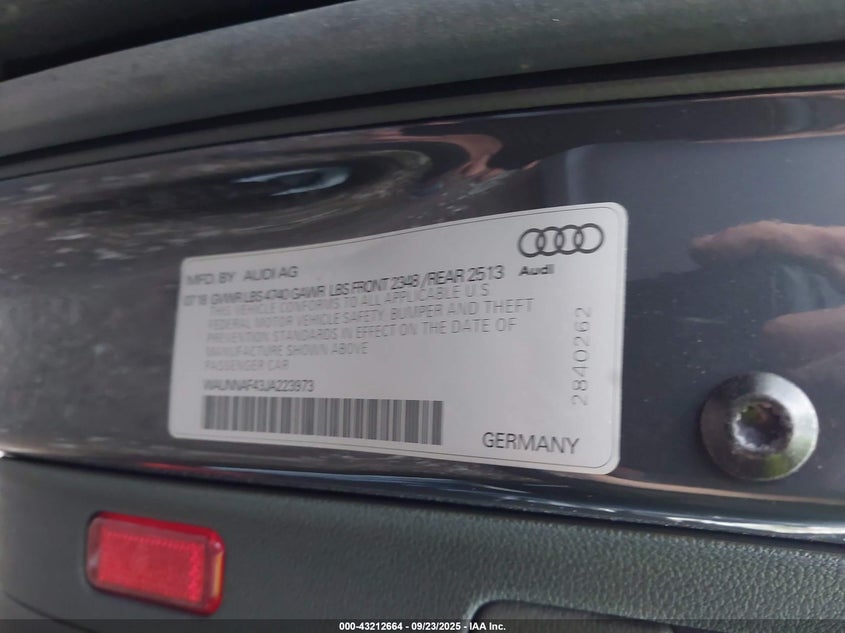 MFD. BY AUDI AG
Audi
07 18 GVWR LBS 4740 GAWR LBS FRONT 2348 / REAR 2513
THIS VEHICLE CONFORMS TO ALL APPLICABLE U.S.
FEDERAL MOTOR VEHICLE SAFETY, BUMPER AND THEFT
PREVENTION STANDARDS IN EFFECT ON THE DATE OF
MANUFACTURE SHOWN ABOVE
PASSENGER CAR
WAUNNAF43JA223973
GERMANY
2840262
000-43212664 - 09/23/2025 - IAA Inc.